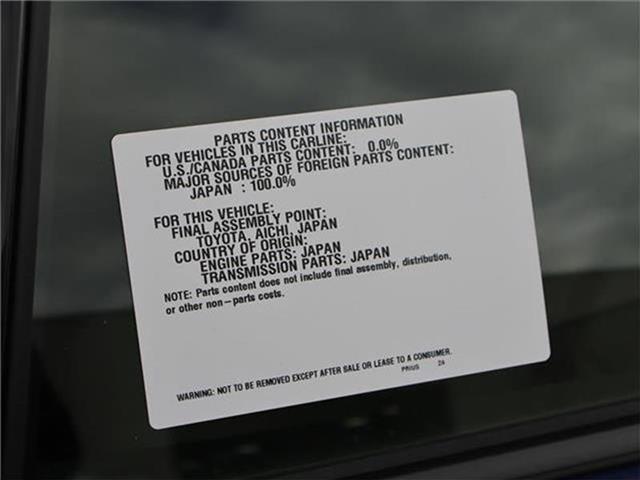 PARTS CONTENT INFORMATION
FOR VEHICLES IN THIS CARLINE:
U.S./CANADA PARTS CONTENT: 0.0%
MAJOR SOURCES OF FOREIGN PARTS CONTENT:
JAPAN : 100.0%
FOR THIS VEHICLE:
FINAL ASSEMBLY POINT:
TOYOTA, AICHI, JAPAN
COUNTRY OF ORIGIN:
ENGINE PARTS: JAPAN
TRANSMISSION PARTS: JAPAN
NOTE: Parts content does not include final assembly, distribution,
or other non-parts costs.
WARNING: NOT TO BE REMOVED EXCEPT AFTER SALE OR LEASE TO A CONSUMER.
PRIUS 24